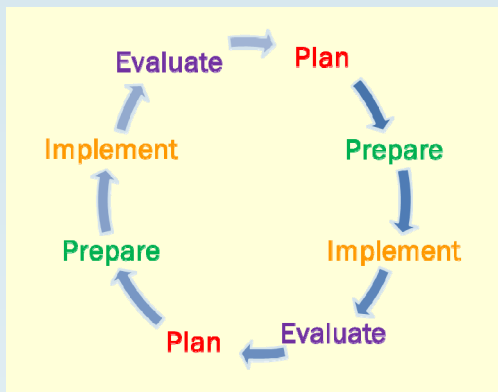 Plan
Prepare
Implement
Evaluate
Plan
Prepare
Implement
Evaluate